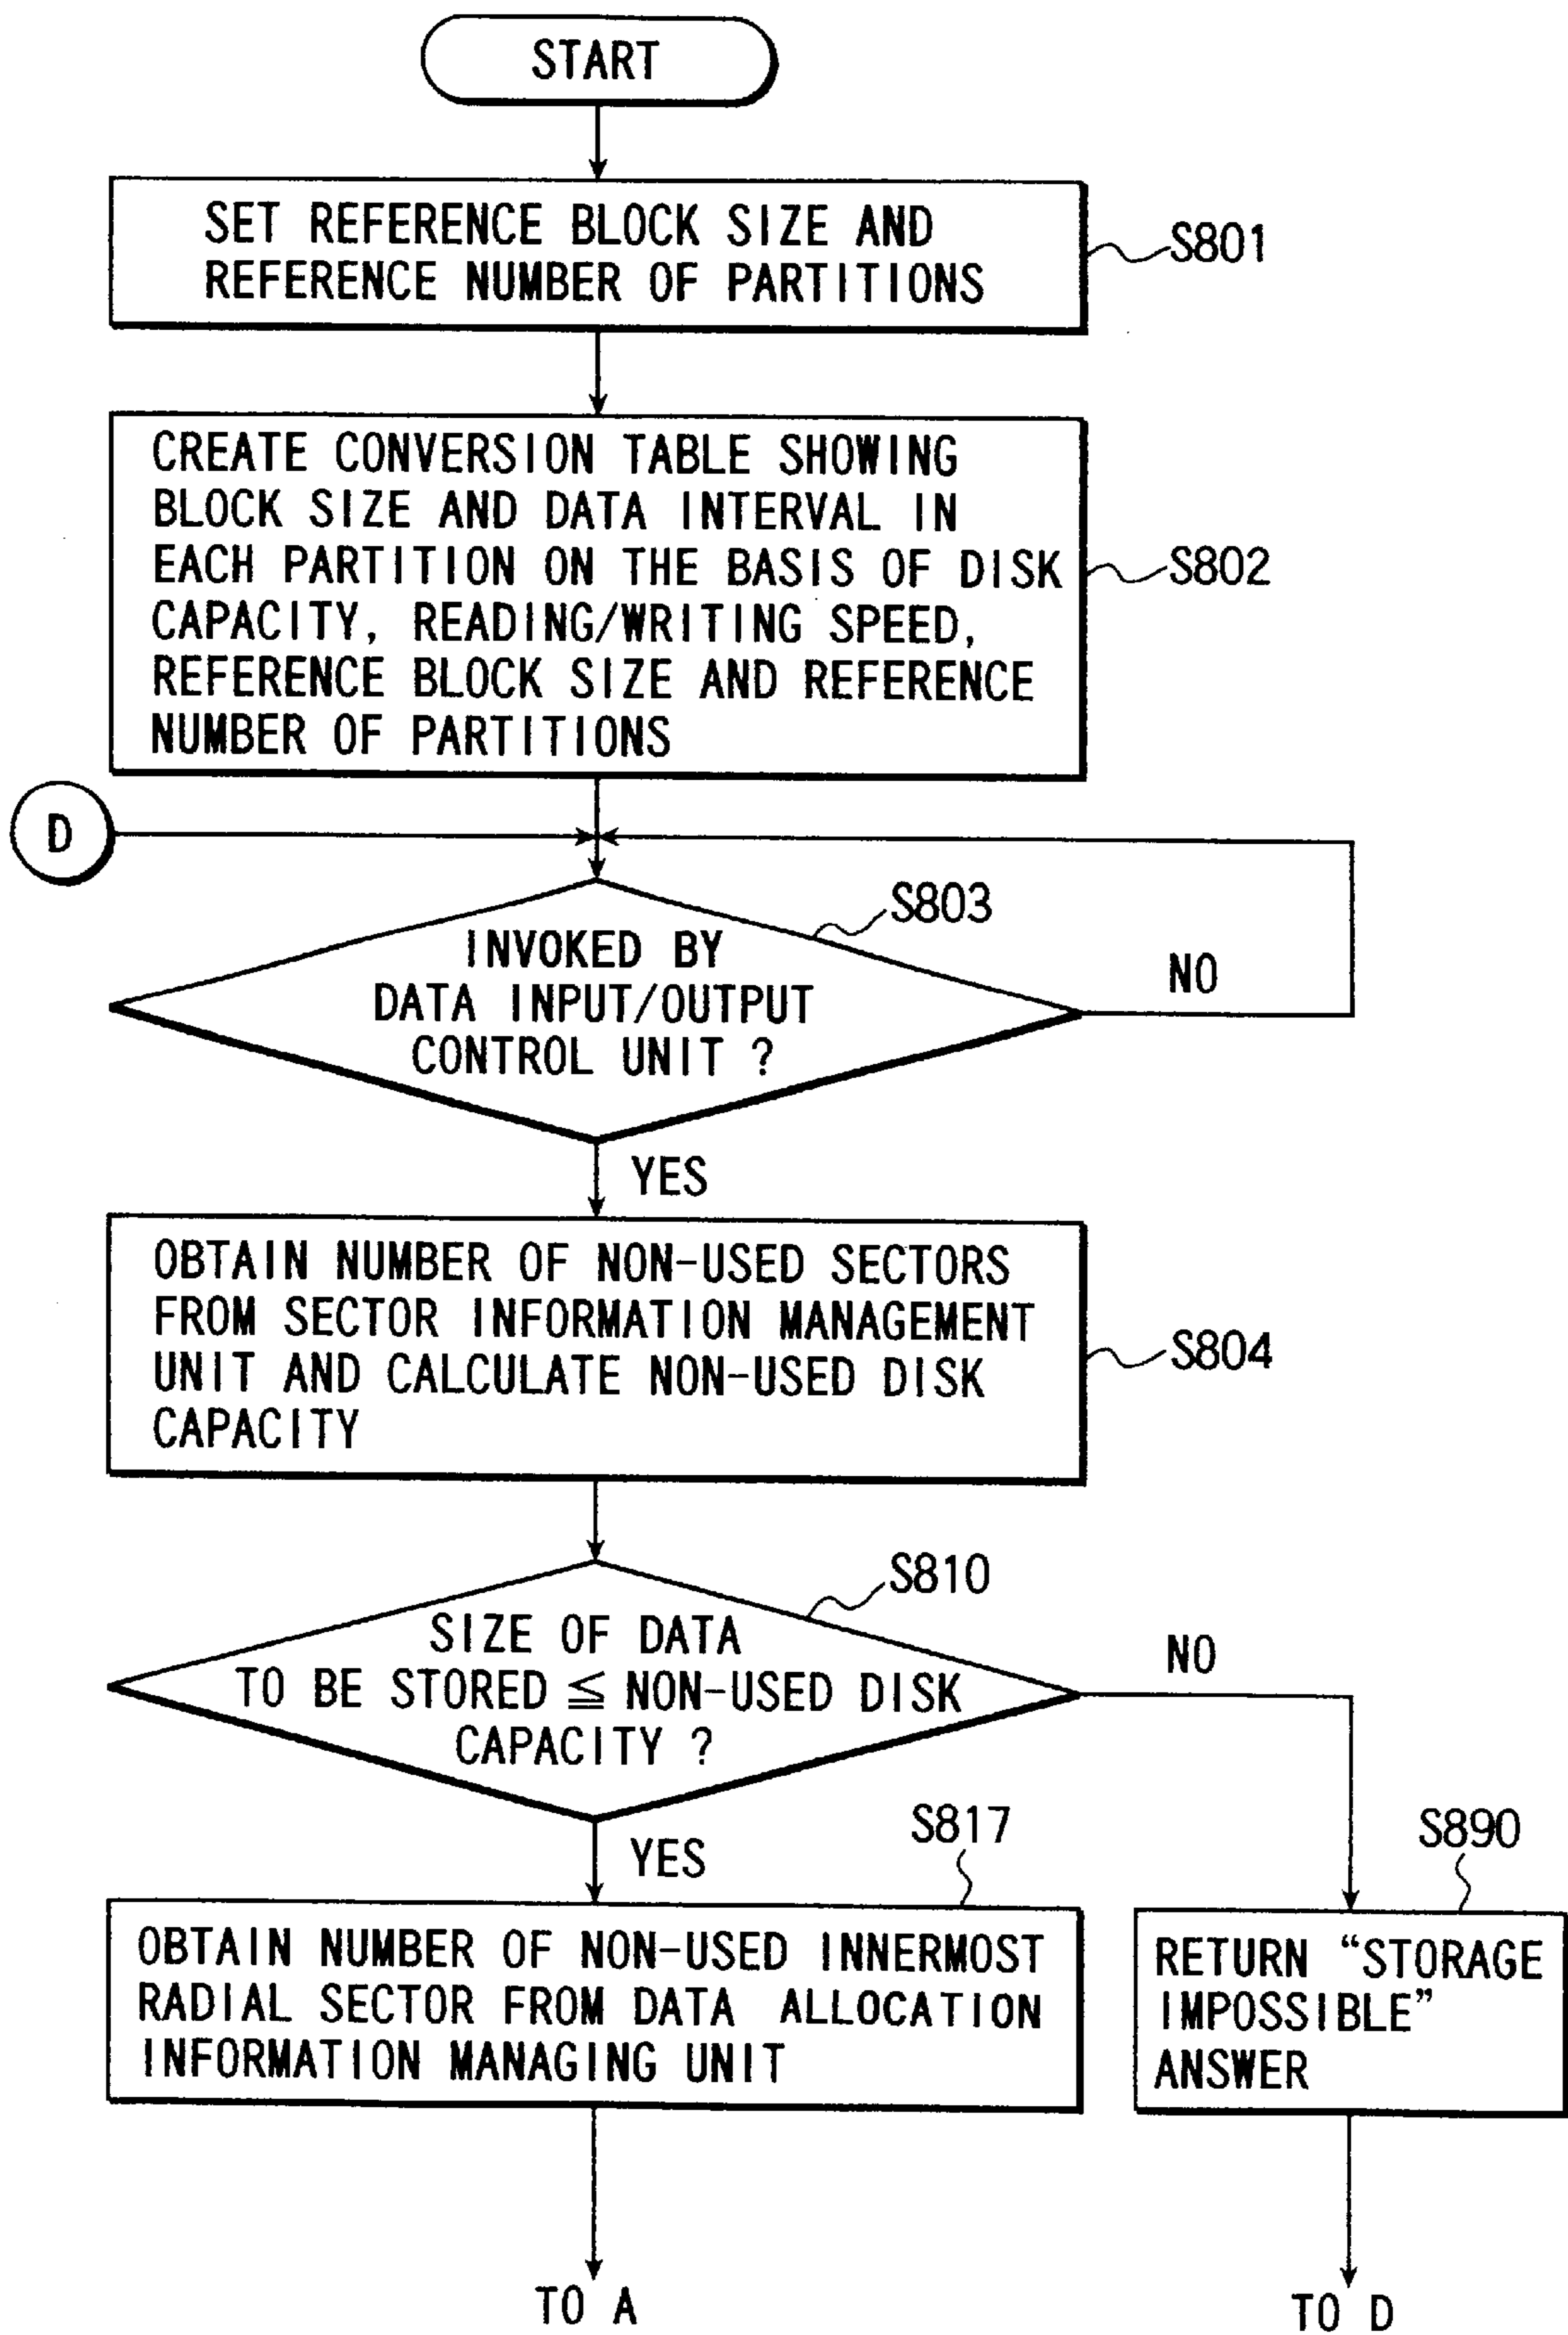 START
SET REFERENCE BLOCK SIZE AND
REFERENCE NUMBER OF PARTITIONS
S801
CREATE CONVERSION TABLE SHOWING
BLOCK SIZE AND DATA INTERVAL IN
EACH PARTITION ON THE BASIS OF DISK
CAPACITY, READING/WRITING SPEED,
REFERENCE BLOCK SIZE AND REFERENCE
NUMBER OF PARTITIONS
S802
D
S803
INVOKED BY
DATA INPUT/OUTPUT
CONTROL UNIT ?
NO
YES
OBTAIN NUMBER OF NON-USED SECTORS
FROM SECTOR INFORMATION MANAGEMENT
UNIT AND CALCULATE NON-USED DISK
CAPACITY
S804
S810
SIZE OF DATA
TO BE STORED ≦ NON-USED DISK
CAPACITY ?
NO
YES
S817
OBTAIN NUMBER OF NON-USED INNERMOST
RADIAL SECTOR FROM DATA ALLOCATION
INFORMATION MANAGING UNIT
S890
RETURN “STORAGE
IMPOSSIBLE”
ANSWER
TO A
TO D